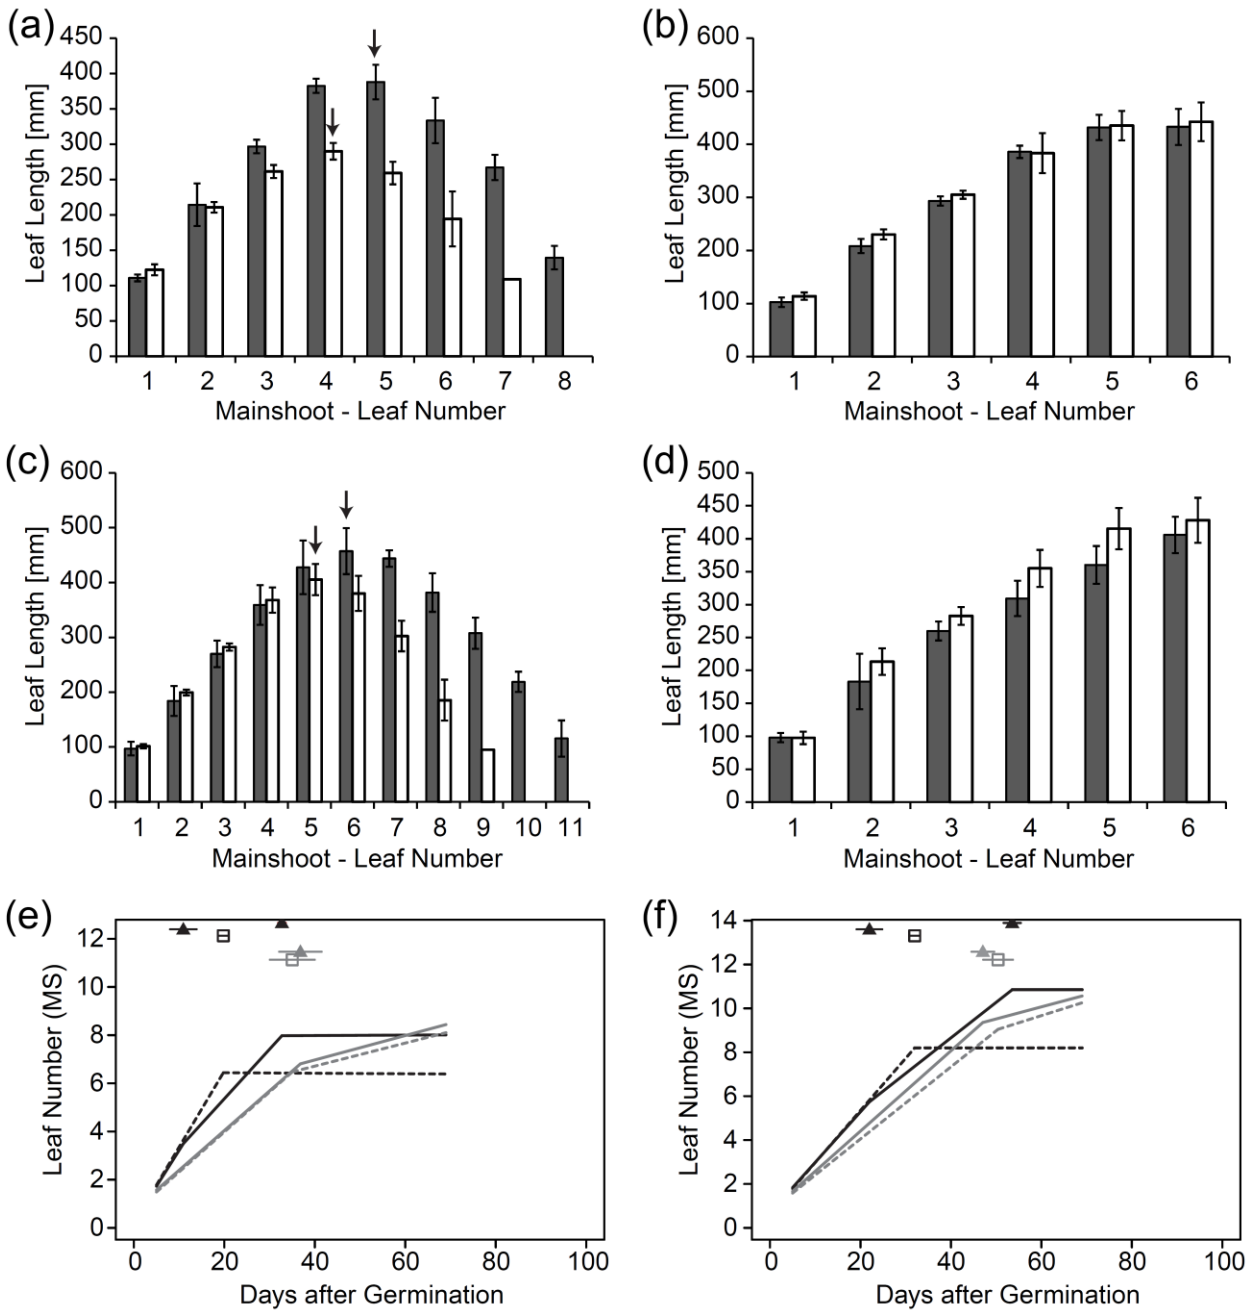 (a)
Leaf Length [mm]
450
400
350
300
250
200
150
100
50
0
1 2 3 4 5 6 7 8
Mainshoot - Leaf Number
(b)
Leaf Length [mm]
600
500
400
300
200
100
0
1 2 3 4 5 6
Mainshoot - Leaf Number
(c)
Leaf Length [mm]
600
500
400
300
200
100
0
1 2 3 4 5 6 7 8 9 10 11
Mainshoot - Leaf Number
(d)
Leaf Length [mm]
500
450
400
350
300
250
200
150
100
50
0
1 2 3 4 5 6
Mainshoot - Leaf Number
(e)
Leaf Number (MS)
12
10
8
6
4
2
0
0 20 40 60 80 100
Days after Germination
(f)
Leaf Number (MS)
14
12
10
8
6
4
2
0
0 20 40 60 80 100
Days after Germination